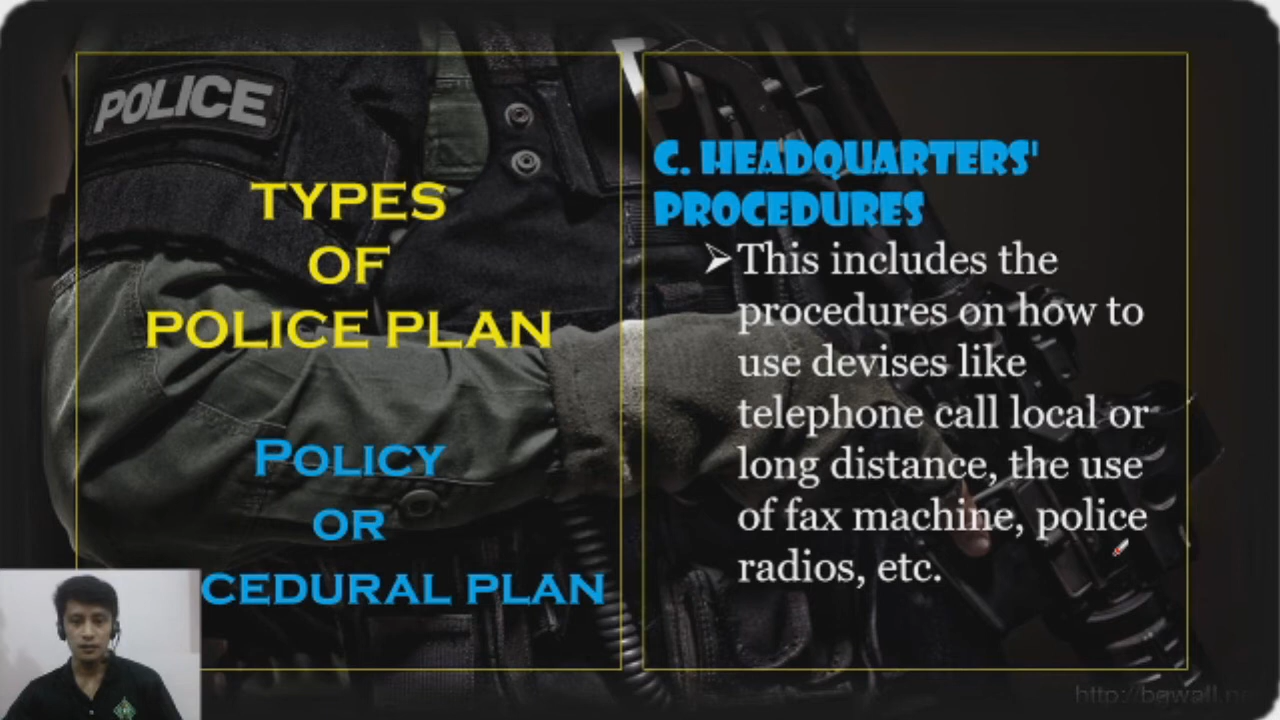 POLICE
TYPES
OF
POLICE PLAN
POLICY
OR
CEDURAL PLAN
C. HEADQUARTERS'
PROCEDURES
➢This includes the
procedures on how to
use devises like
telephone call local or
long distance, the use
of fax machine, police
radios, etc.